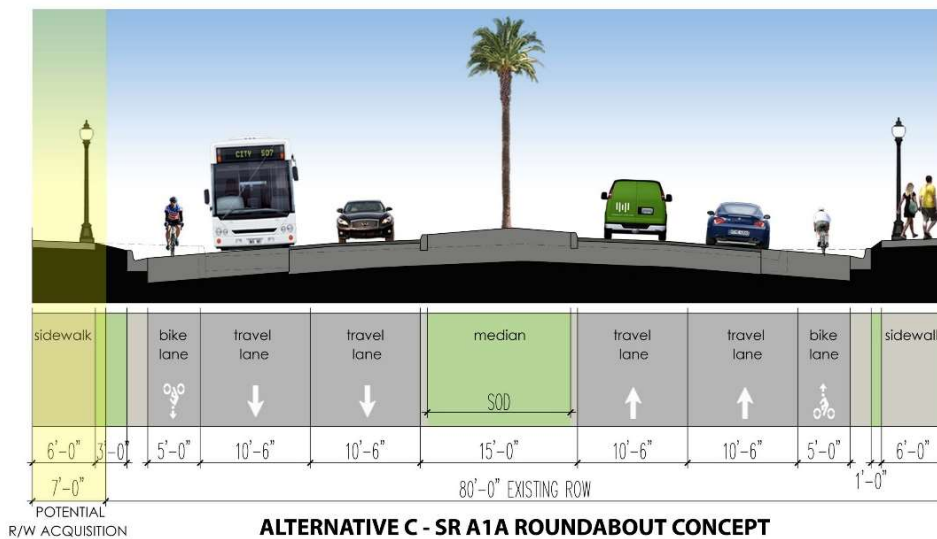 CITY 507
sidewalk
bike
lane
travel
lane
travel
lane
median
SOD
travel
lane
travel
lane
bike
lane
sidewalk
6'-0"
3'-0"
5'-0"
10'-6"
10'-6"
15'-0"
10'-6"
10'-6"
5'-0"
6'-0"
1'-0"
7'-0"
80'-0" EXISTING ROW
POTENTIAL
R/W ACQUISITION
ALTERNATIVE C - SR A1A ROUNDABOUT CONCEPT